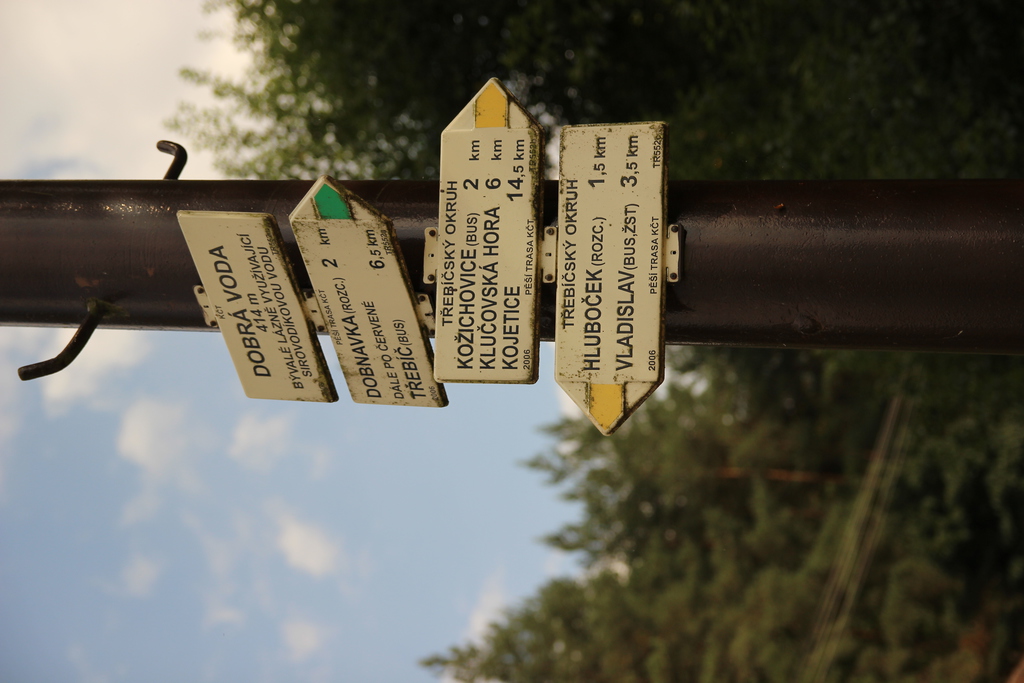 KČT
DOBRÁ VODA
414 m
BÝVALÉ LÁZNĚ VYUŽÍVAJÍCÍ
SIROVODÍKOVOU VODU
PĚŠÍ TRASA KČT
DOBNAVKA (ROZC.) 2 km
DÁLE PO ČERVENÉ
TŘEBÍČ (BUS) 6,5 km
TŘEBÍČSKÝ OKRUH
KOŽICHOVICE (BUS) 2 km
KLUČOVSKÁ HORA 6 km
KOJETICE 14,5 km
2006 PĚŠÍ TRASA KČT
TŘEBÍČSKÝ OKRUH
HLUBOČEK (ROZC.) 1,5 km
VLADISLAV (BUS,ŽST) 3,5 km
2006 PĚŠÍ TRASA KČT